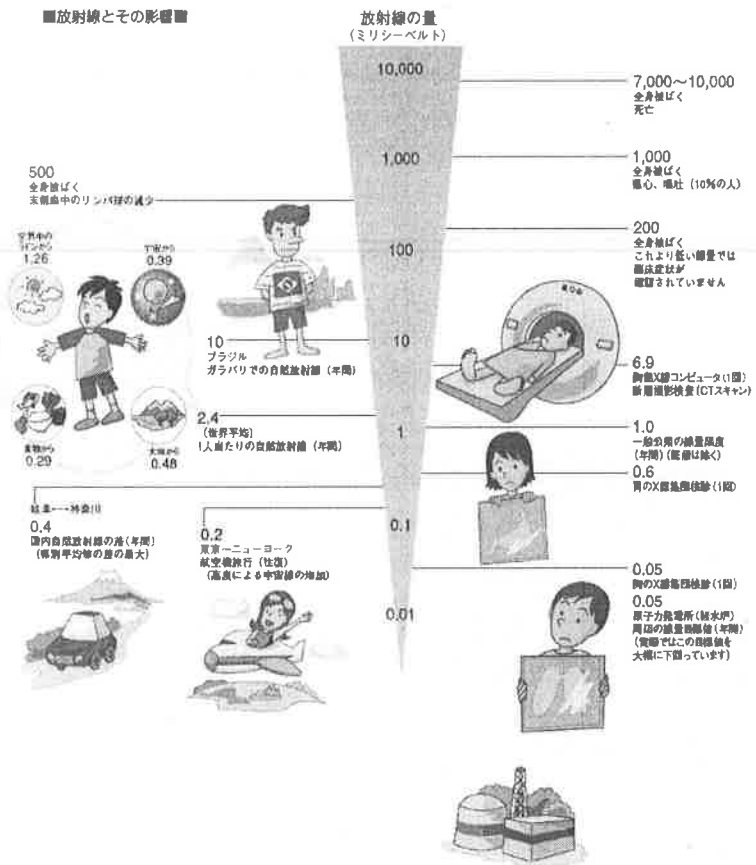 ■放射線とその影響■
放射線の量
(ミリシーベルト)
10,000
1,000
100
10
1
0.1
0.01
7,000〜10,000
全身被ばく
死亡
1,000
全身被ばく
悪心、嘔吐(10%の人)
500
全身被ばく
末梢血中のリンパ球の減少
200
全身被ばく
これより低い線量では
臨床症状が
確認されていません
空気中の
ラドンから
1.26
宇宙から
0.39
食物から
0.29
大地から
0.48
10
ブラジル
ガラパリでの自然放射線(年間)
6.9
胸部X線コンピュータ(1回)
断層撮影検査(CTスキャン)
2.4
(世界平均)
1人当たりの自然放射線(年間)
1.0
一般公衆の線量限度
(年間)(医療は除く)
0.6
胃のX線集団検診(1回)
岐阜⟷神奈川
0.4
国内自然放射線の差(年間)
(県別平均値の差の最大)
0.2
東京ーニューヨーク
航空機旅行(往復)
(高度による宇宙線の増加)
0.05
胸のX線集団検診(1回)
0.05
原子力発電所(軽水炉)
周辺の線量目標値(年間)
(実際ではこの目標値を
大幅に下回っています)